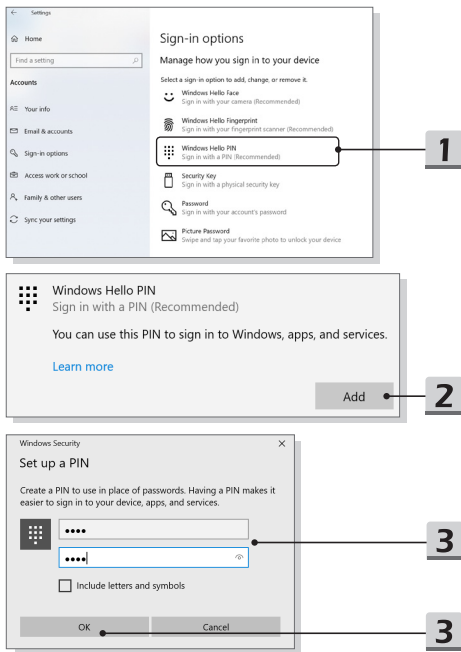 Settings
Home
Find a setting
Accounts
Your info
Email & accounts
Sign-in options
Access work or school
Family & other users
Sync your settings
Sign-in options
Manage how you sign in to your device
Select a sign-in option to add, change, or remove it.
Windows Hello Face
Sign in with your camera (Recommended)
Windows Hello Fingerprint
Sign in with your fingerprint scanner (Recommended)
Windows Hello PIN
Sign in with a PIN (Recommended)
Security Key
Sign in with a physical security key
Password
Sign in with your account's password
Picture Password
Swipe and tap your favorite photo to unlock your device
1
Windows Hello PIN
Sign in with a PIN (Recommended)
You can use this PIN to sign in to Windows, apps, and services.
Learn more
Add
2
Windows Security
Set up a PIN
Create a PIN to use in place of passwords. Having a PIN makes it
easier to sign in to your device, apps, and services.
••••
••••
3
Include letters and symbols
OK Cancel
3